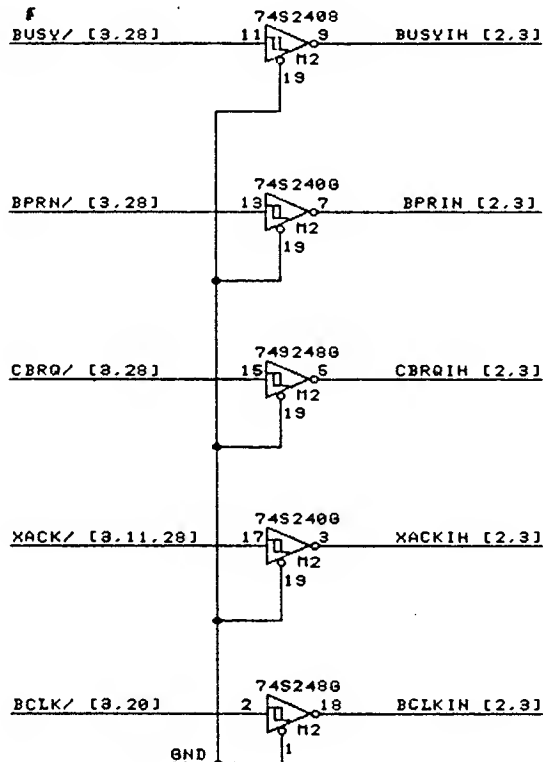 74S2408
BUSY/ [3,28] 11 9 BUSYIH [2,3]
M2
19
74S240G
BPRN/ [3,28] 13 7 BPRIN [2,3]
M2
19
74S248G
CBRQ/ [3,28] 15 5 CBRQIH [2,3]
M2
19
74S240G
XACK/ [3,11,28] 17 3 XACKIH [2,3]
M2
19
74S248G
BCLK/ [3,20] 2 18 BCLKIN [2,3]
M2
1
GND